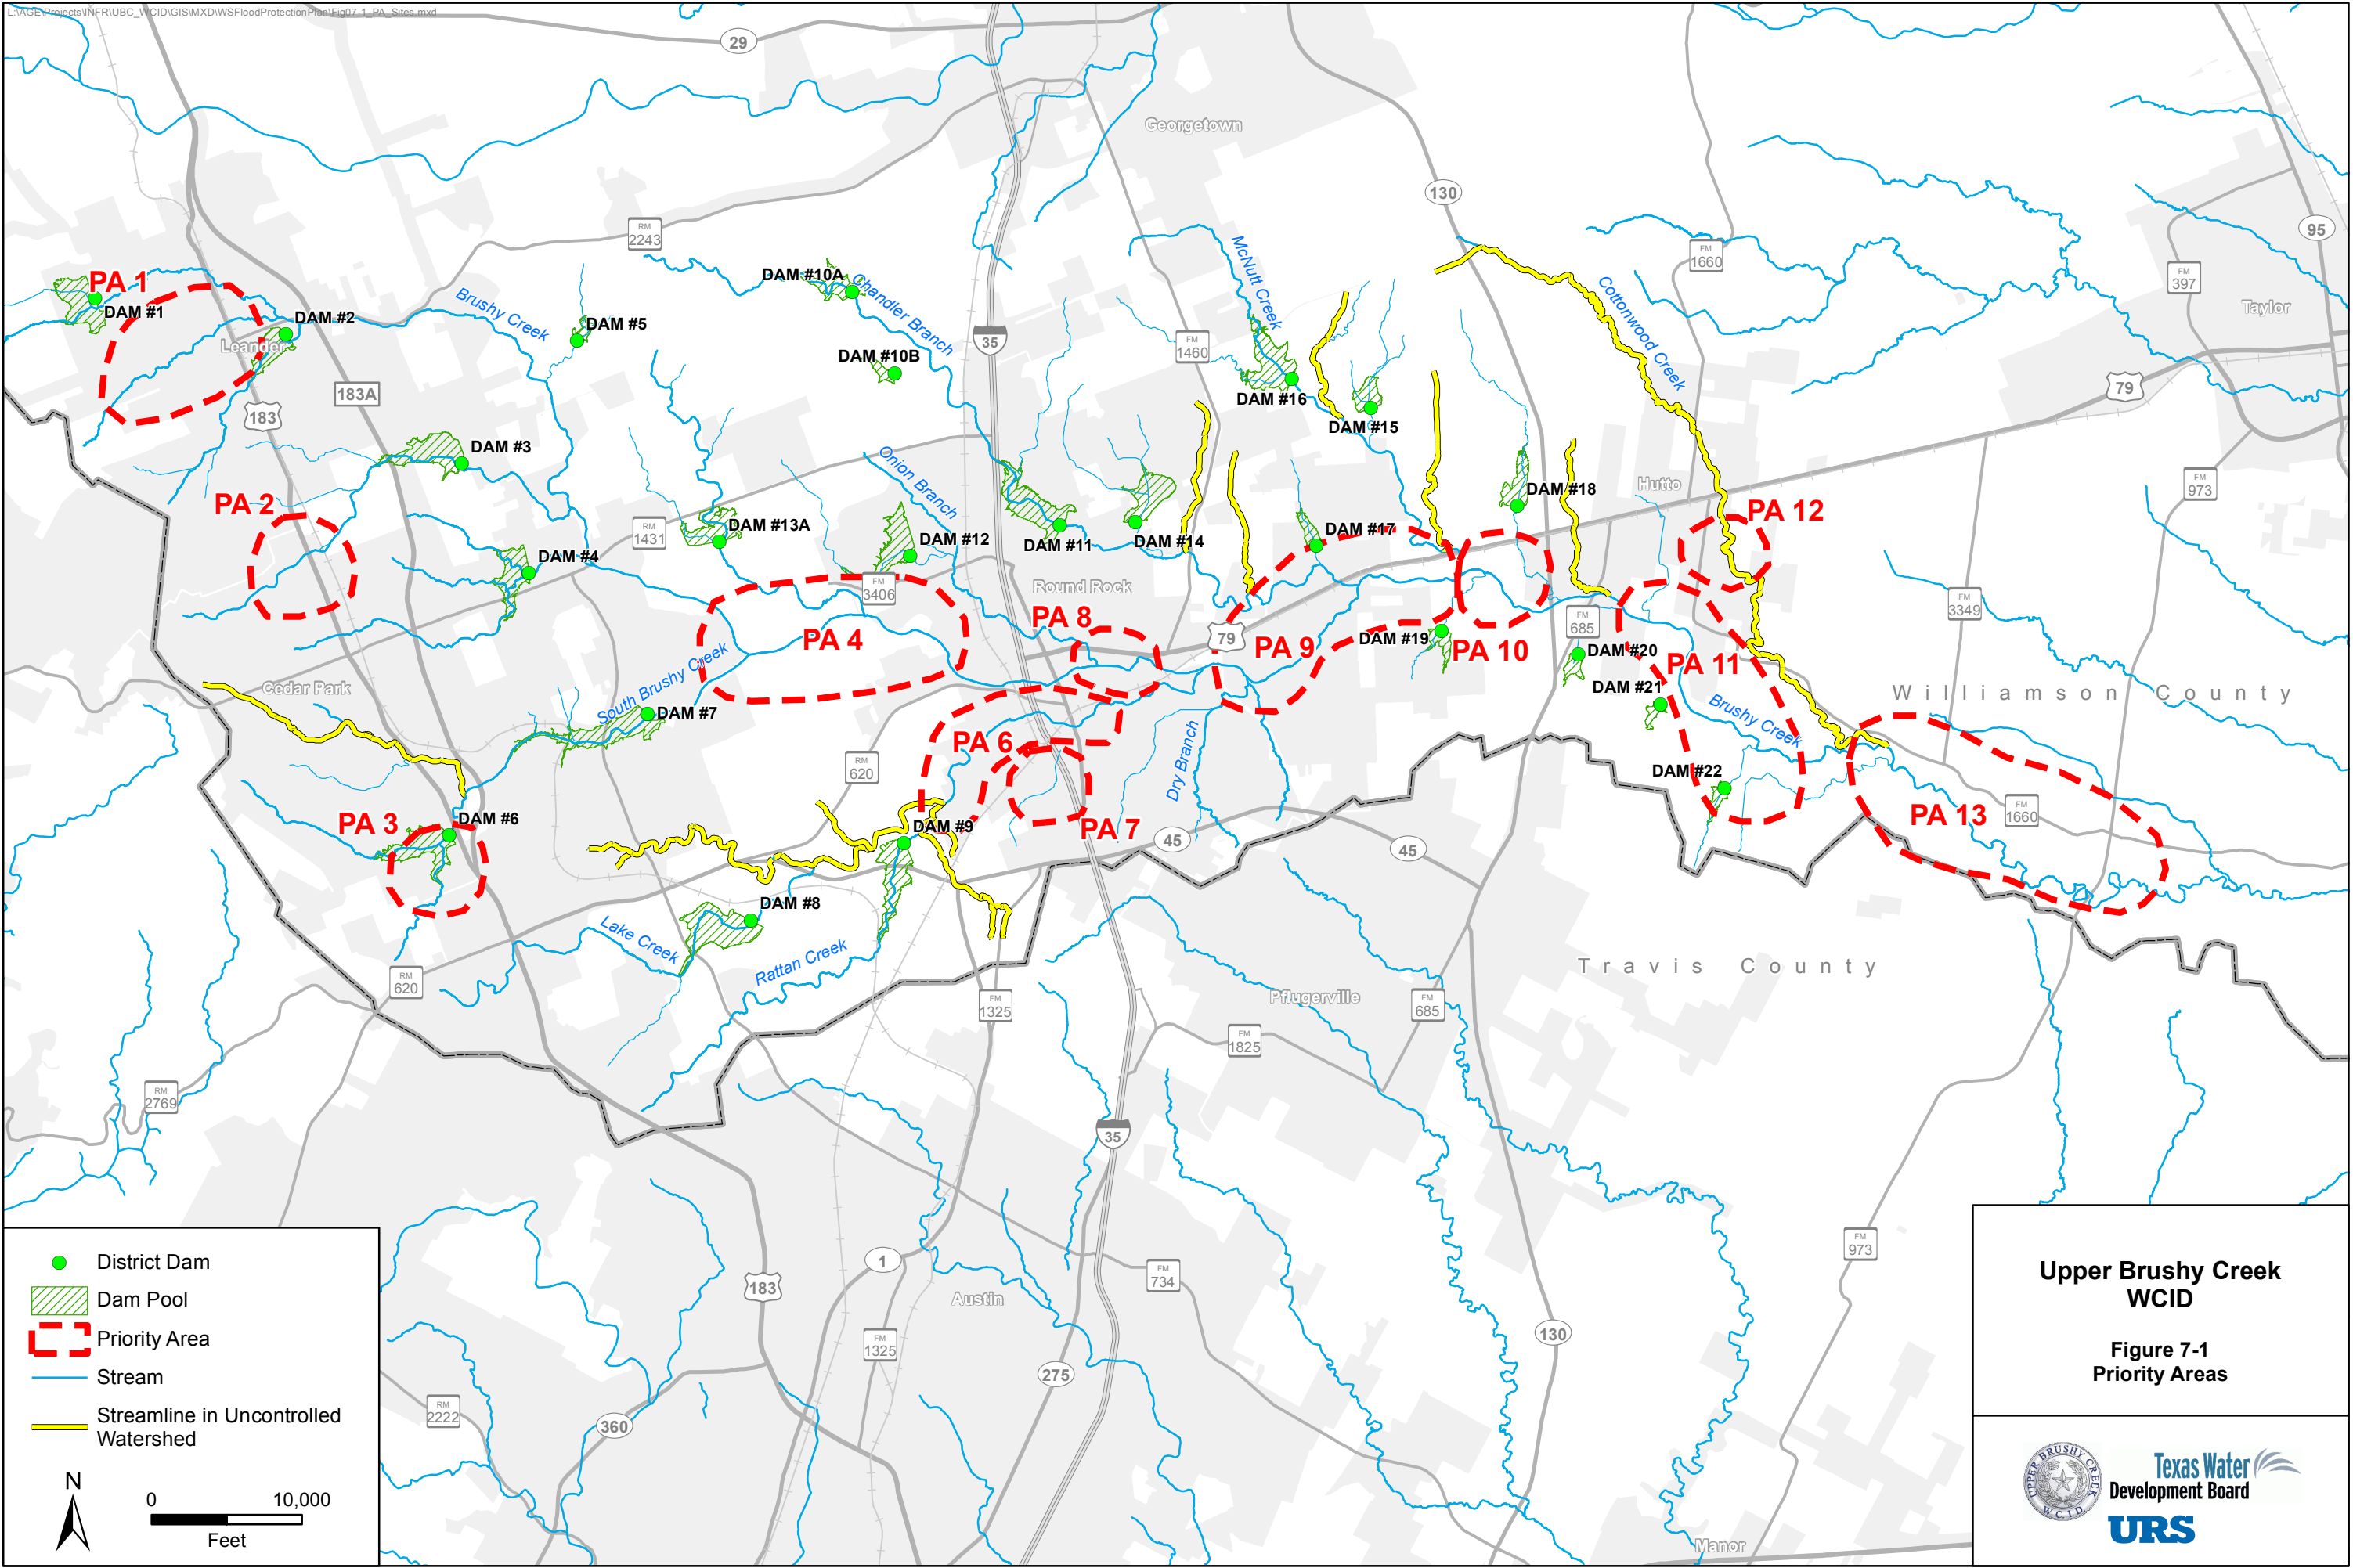 L:\AGE\Projects\INFR\UBC_WCID\GIS\MXD\WSFloodProtectionPlan\Fig07-1_PA_Sites.mxd
29
Georgetown
130
RM
2243
FM
1660
95
FM
397
Taylor
McNutt Creek
Cottonwood Creek
PA 1
DAM #1
DAM #2
Leander
Brushy Creek
DAM #5
DAM #10A
Chandler Branch
DAM #10B
35
FM
1460
DAM #16
DAM #15
79
183
183A
DAM #3
Onion Branch
PA 2
RM
1431
DAM #13A
DAM #12
DAM #11
DAM #14
DAM #17
DAM #18
Hutto
FM
973
PA 12
DAM #4
FM
3406
Round Rock
PA 8
PA 4
79
PA 9
DAM #19
PA 10
FM
685
DAM #20
PA 11
DAM #21
FM
3349
Williamson County
Cedar Park
South Brushy Creek
DAM #7
PA 6
Dry Branch
Brushy Creek
DAM #22
RM
620
PA 3
DAM #6
DAM #9
PA 7
45
45
PA 13
FM
1660
DAM #8
Lake Creek
Rattan Creek
RM
620
FM
1325
Pflugerville
FM
685
Travis County
FM
1825
RM
2769
35
1
183
Austin
FM
734
FM
973
FM
1325
130
275
RM
2222
360
Manor
District Dam
Dam Pool
Priority Area
Stream
Streamline in Uncontrolled
Watershed
N
0 10,000
Feet
Upper Brushy Creek
WCID
Figure 7-1
Priority Areas
UPPER BRUSHY CREEK
W.C.I.D.
Texas Water
Development Board
URS